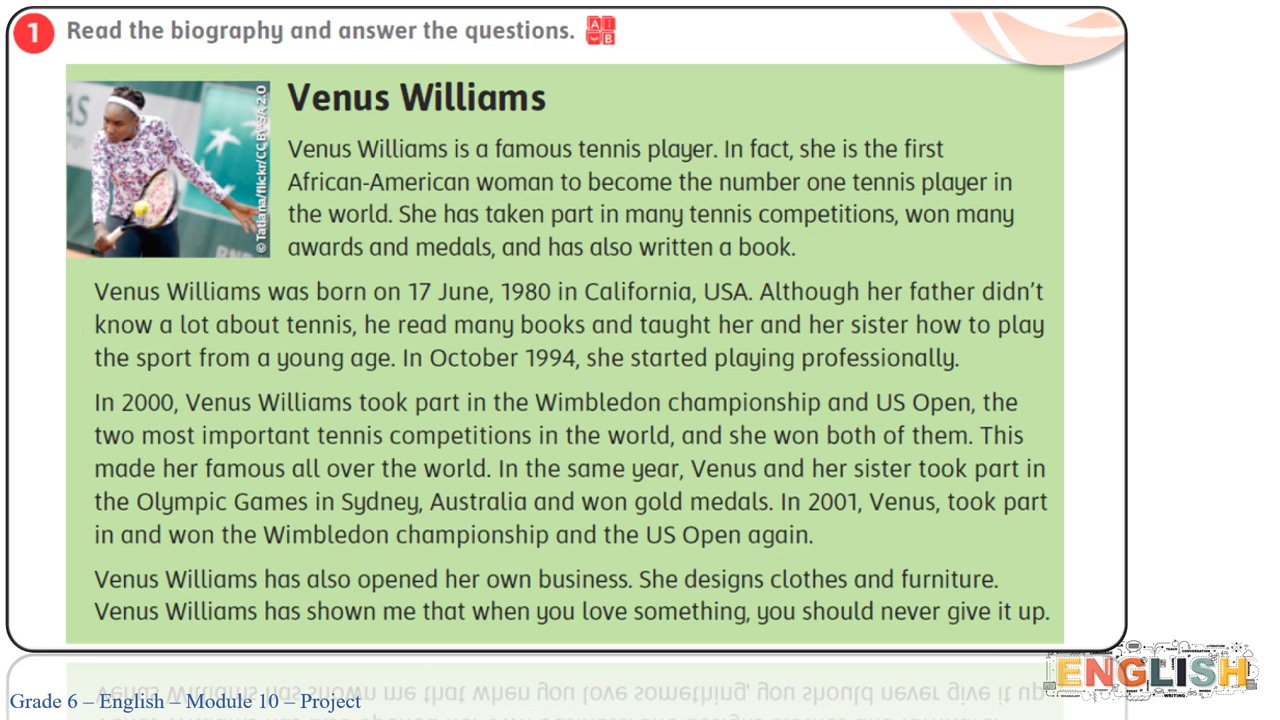 1 Read the biography and answer the questions.
A i
B
Venus Williams
Venus Williams is a famous tennis player. In fact, she is the first
African-American woman to become the number one tennis player in
the world. She has taken part in many tennis competitions, won many
awards and medals, and has also written a book.
© Tatiana/flickr/CC BY-SA 2.0
Venus Williams was born on 17 June, 1980 in California, USA. Although her father didn't
know a lot about tennis, he read many books and taught her and her sister how to play
the sport from a young age. In October 1994, she started playing professionally.
In 2000, Venus Williams took part in the Wimbledon championship and US Open, the
two most important tennis competitions in the world, and she won both of them. This
made her famous all over the world. In the same year, Venus and her sister took part in
the Olympic Games in Sydney, Australia and won gold medals. In 2001, Venus, took part
in and won the Wimbledon championship and the US Open again.
Venus Williams has also opened her own business. She designs clothes and furniture.
Venus Williams has shown me that when you love something, you should never give it up.
ENGLISH
Grade 6 – English – Module 10 – Project